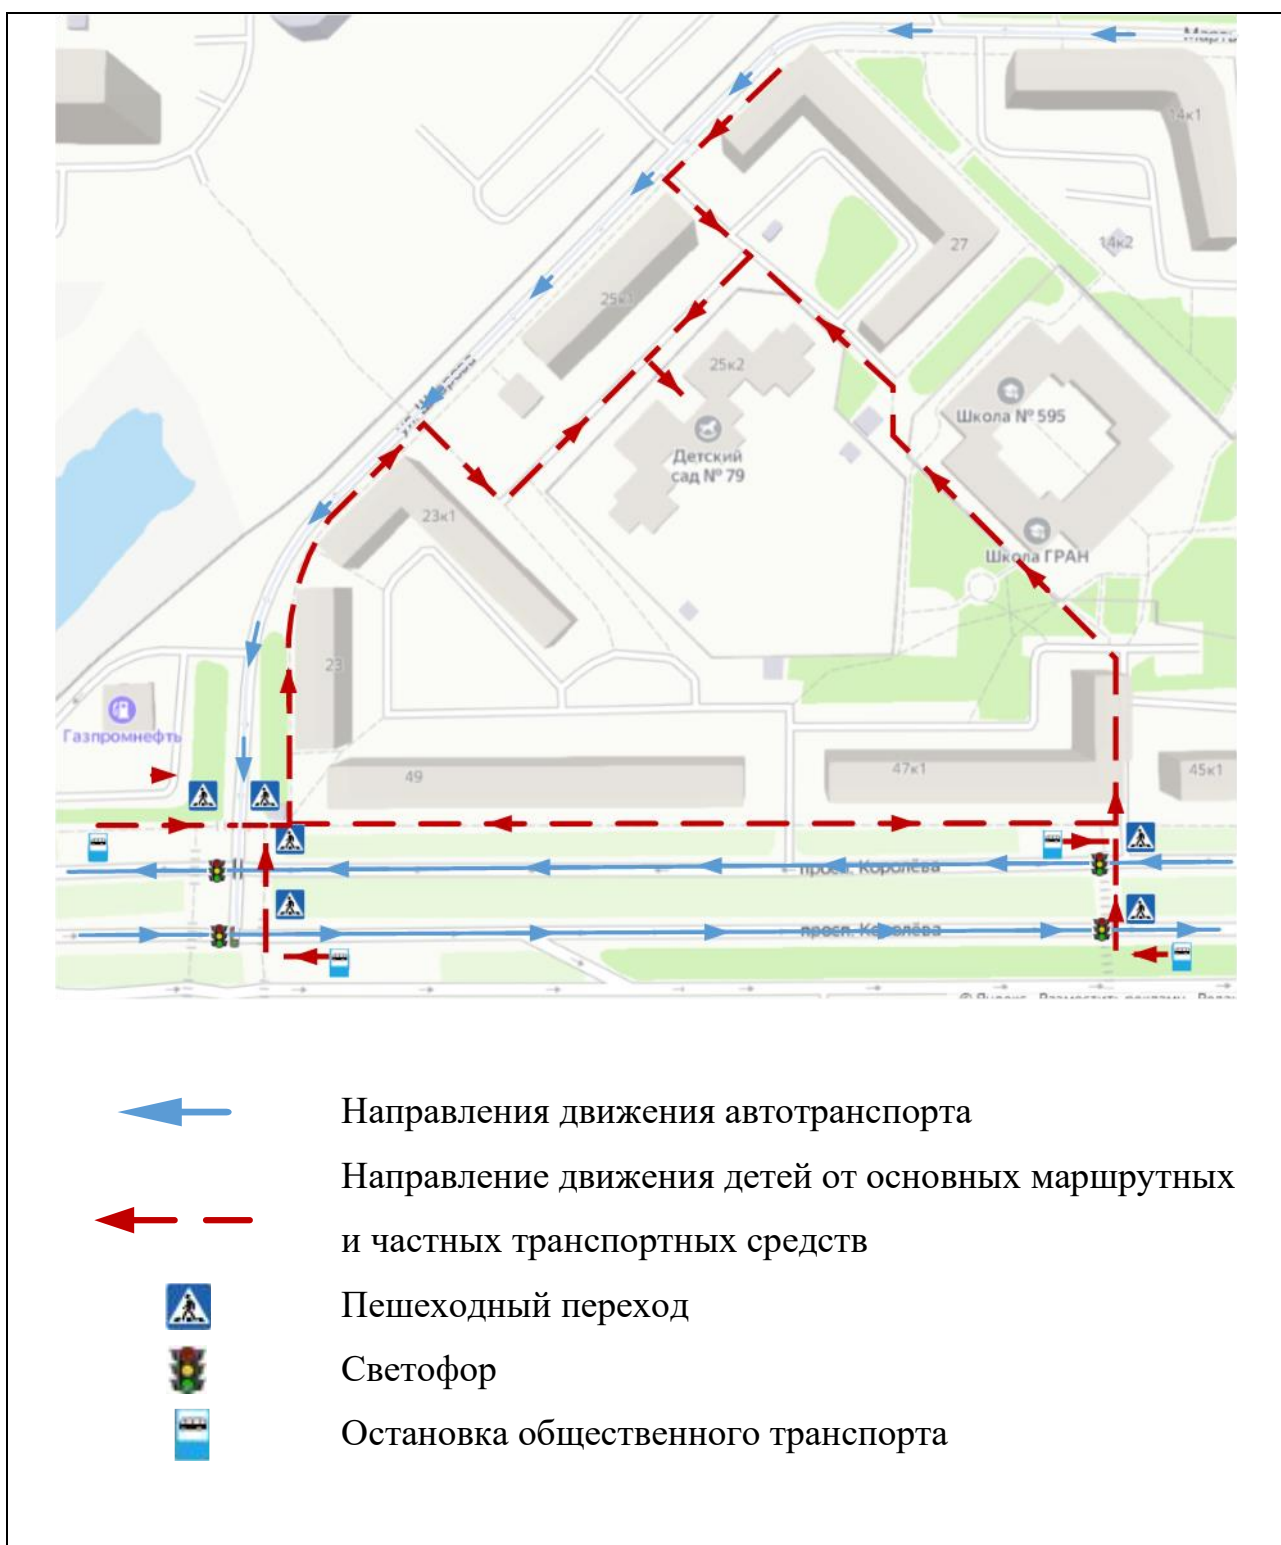 14к1
14к2
27
25к1
25к2
Школа № 595
Детский
сад № 79
23к1
Школа ГРАН
23
Газпромнефть
49
47к1
45к1
просп. Королёва
просп. Королёва
Направления движения автотранспорта
Направление движения детей от основных маршрутных
и частных транспортных средств
Пешеходный переход
Светофор
Остановка общественного транспорта